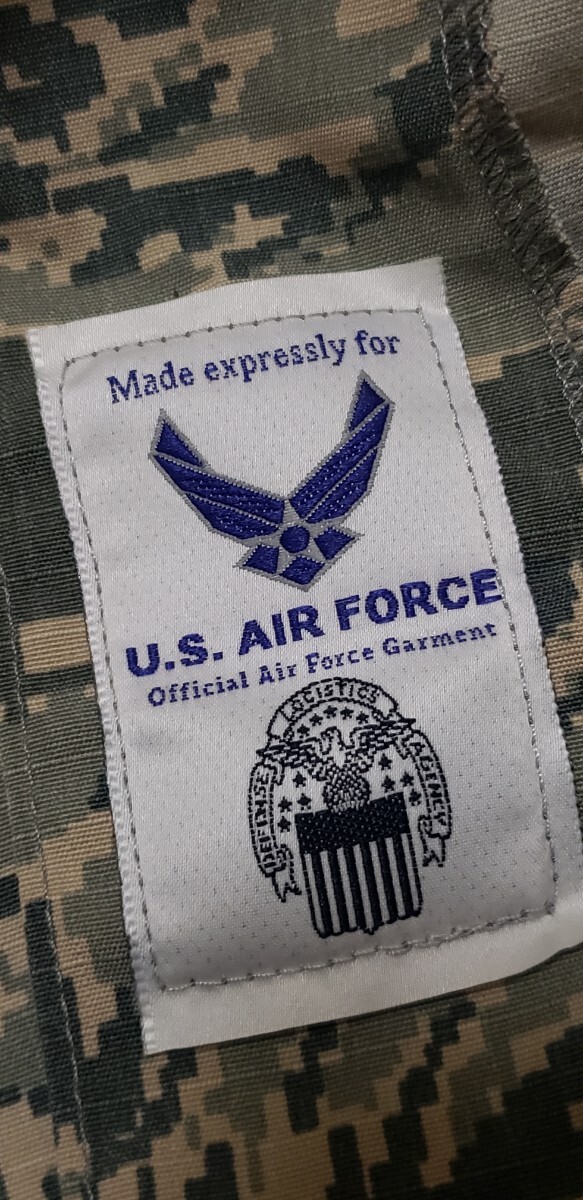 Made expressly for
U.S. AIR FORCE
Official Air Force Garment
DEFENSE LOGISTICS AGENCY